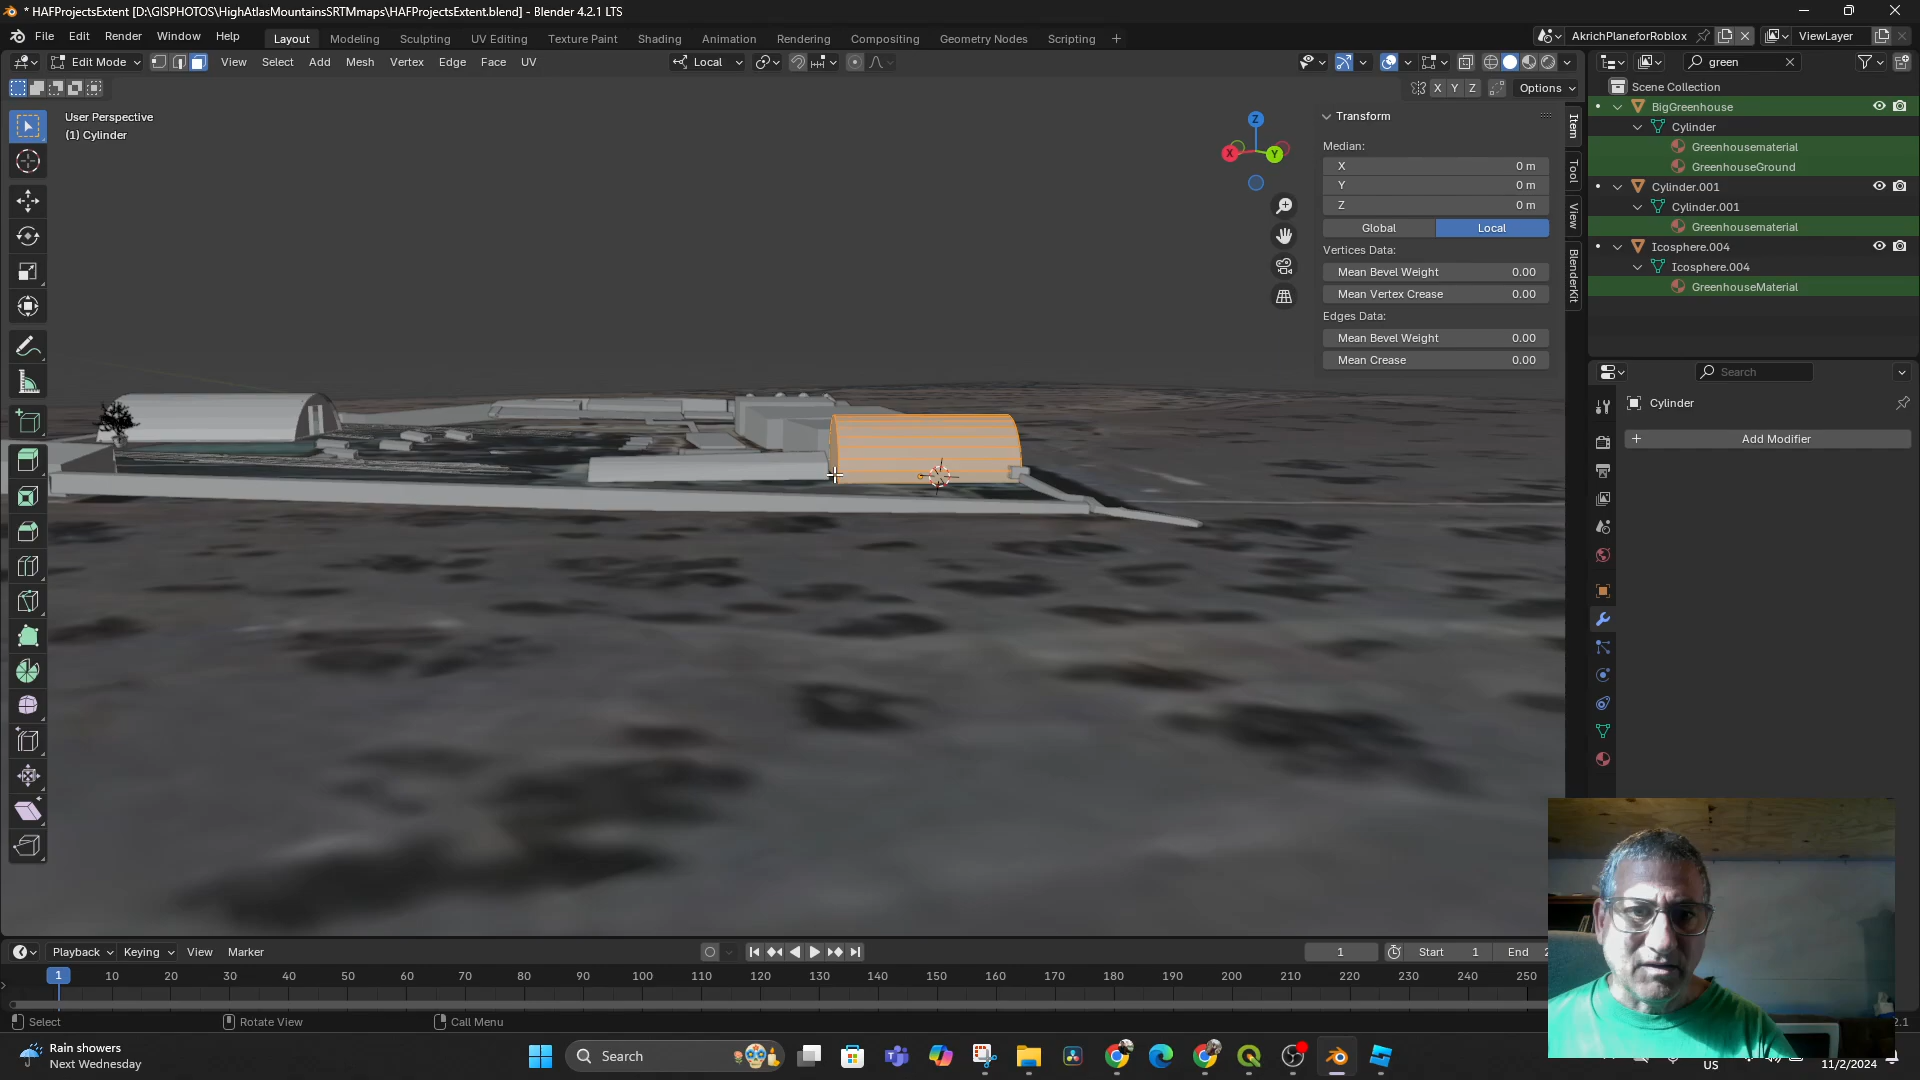 * HAFProjectsExtent [D:\GISPHOTOS\HighAtlasMountainsSRTMmaps\HAFProjectsExtent.blend] - Blender 4.2.1 LTS
File Edit Render Window Help Layout Modeling Sculpting UV Editing Texture Paint Shading Animation Rendering Compositing Geometry Nodes Scripting + AkrichPlaneforRoblox ViewLayer
Edit Mode View Select Add Mesh Vertex Edge Face UV Local green
X Y Z Options
User Perspective
(1) Cylinder
Z
X Y
Transform
Median:
X 0 m
Y 0 m
Z 0 m
Global Local
Vertices Data:
Mean Bevel Weight 0.00
Mean Vertex Crease 0.00
Edges Data:
Mean Bevel Weight 0.00
Mean Crease 0.00
Item
Tool
View
BlenderKit
Scene Collection
BigGreenhouse
Cylinder
Greenhousematerial
GreenhouseGround
Cylinder.001
Cylinder.001
Greenhousematerial
Icosphere.004
Icosphere.004
GreenhouseMaterial
Search
Cylinder
+ Add Modifier
Playback Keying View Marker 1 Start 1 End
1 10 20 30 40 50 60 70 80 90 100 110 120 130 140 150 160 170 180 190 200 210 220 230 240 250
Select Rotate View Call Menu
Rain showers
Next Wednesday
Search
US
11/2/2024